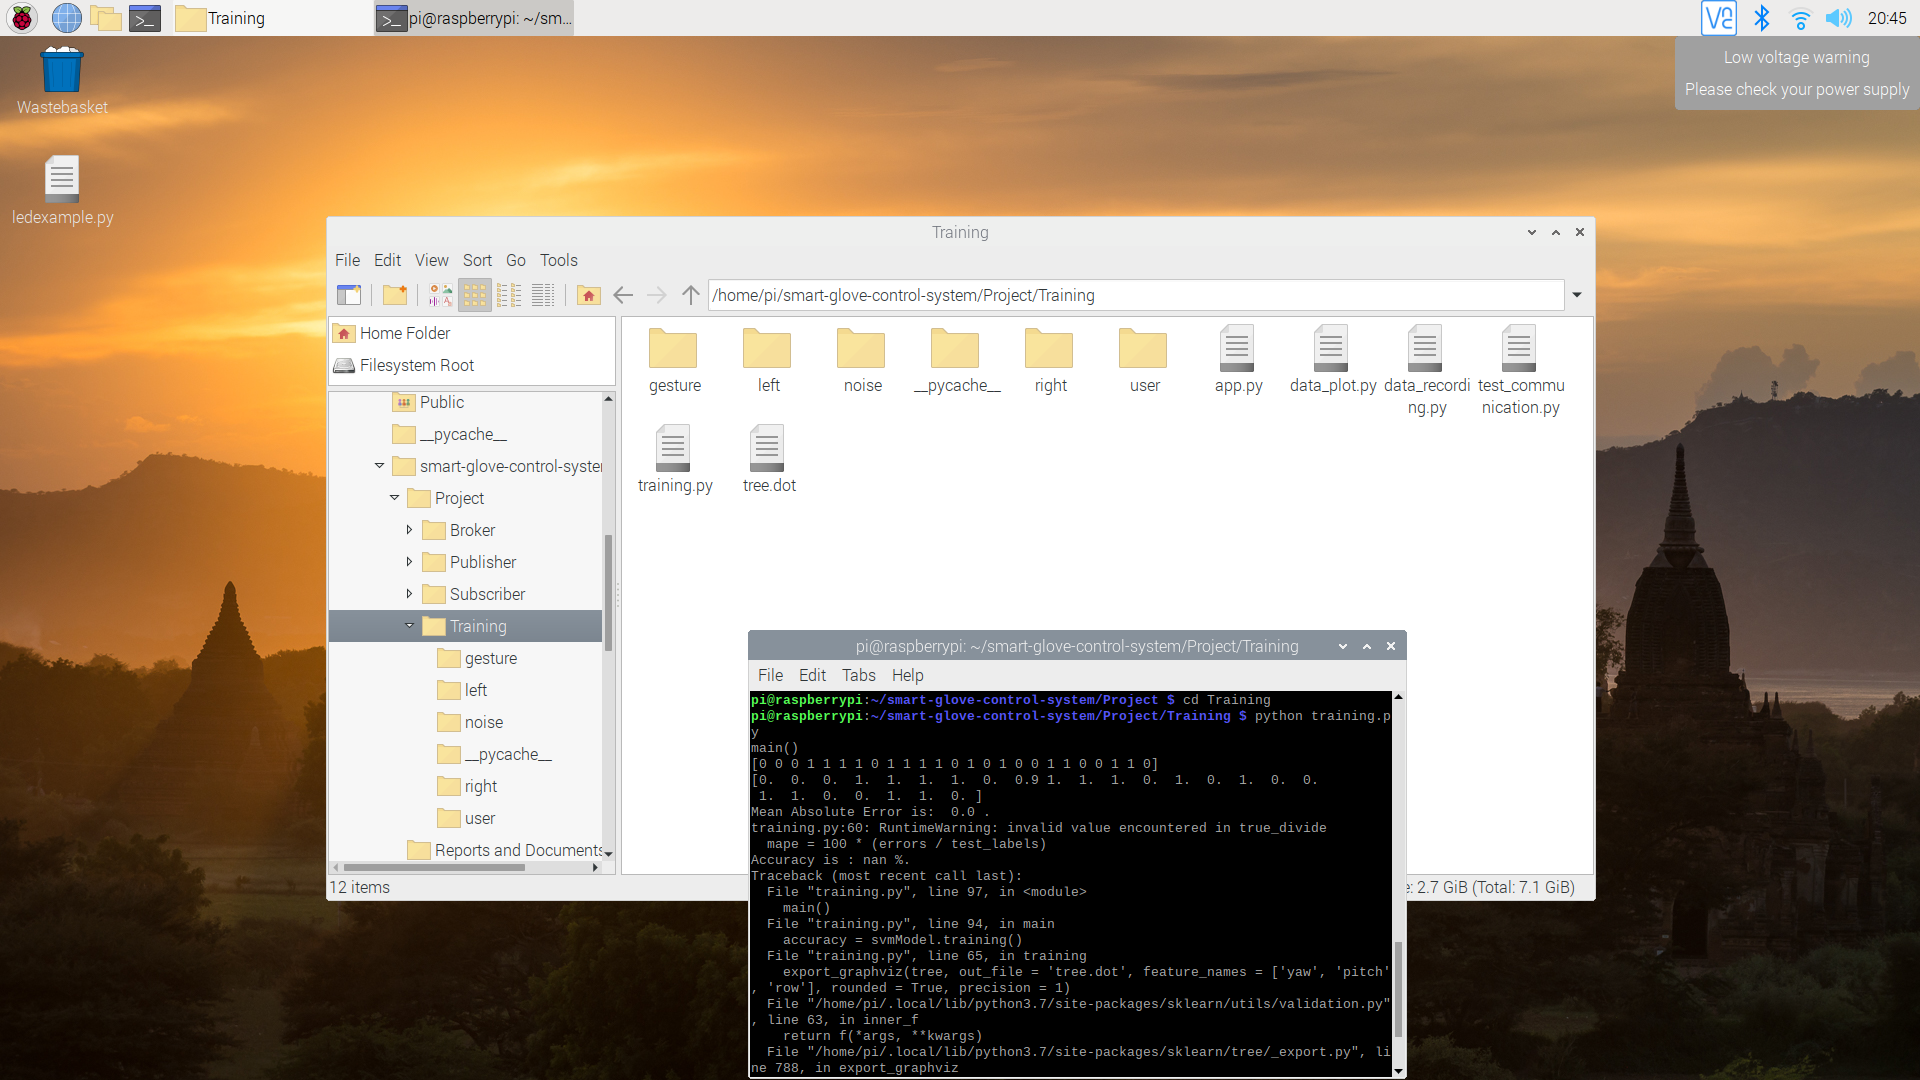 Training
pi@raspberrypi: ~/sm...
20:45
Low voltage warning
Please check your power supply
Wastebasket
ledexample.py
Training
File Edit View Sort Go Tools
/home/pi/smart-glove-control-system/Project/Training
Home Folder
Filesystem Root
Public
__pycache__
smart-glove-control-syste
Project
Broker
Publisher
Subscriber
Training
gesture
left
noise
__pycache__
right
user
Reports and Documents
gesture left noise __pycache__ right user app.py data_plot.py data_recordi test_commu
ng.py nication.py
training.py tree.dot
12 items
e: 2.7 GiB (Total: 7.1 GiB)
pi@raspberrypi: ~/smart-glove-control-system/Project/Training
File Edit Tabs Help
pi@raspberrypi:~/smart-glove-control-system/Project $ cd Training
pi@raspberrypi:~/smart-glove-control-system/Project/Training $ python training.p
y
main()
[0 0 0 1 1 1 1 0 1 1 1 1 0 1 0 1 0 0 1 1 0 0 1 1 0]
[0.  0.  0.  1.  1.  1.  1.  0.  0.9 1.  1.  1.  0.  1.  0.  1.  0.  0.
 1.  1.  0.  0.  1.  1.  0. ]
Mean Absolute Error is:  0.0 .
training.py:60: RuntimeWarning: invalid value encountered in true_divide
  mape = 100 * (errors / test_labels)
Accuracy is : nan %.
Traceback (most recent call last):
  File "training.py", line 97, in <module>
    main()
  File "training.py", line 94, in main
    accuracy = svmModel.training()
  File "training.py", line 65, in training
    export_graphviz(tree, out_file = 'tree.dot', feature_names = ['yaw', 'pitch'
, 'row'], rounded = True, precision = 1)
  File "/home/pi/.local/lib/python3.7/site-packages/sklearn/utils/validation.py"
, line 63, in inner_f
    return f(*args, **kwargs)
  File "/home/pi/.local/lib/python3.7/site-packages/sklearn/tree/_export.py", li
ne 788, in export_graphviz